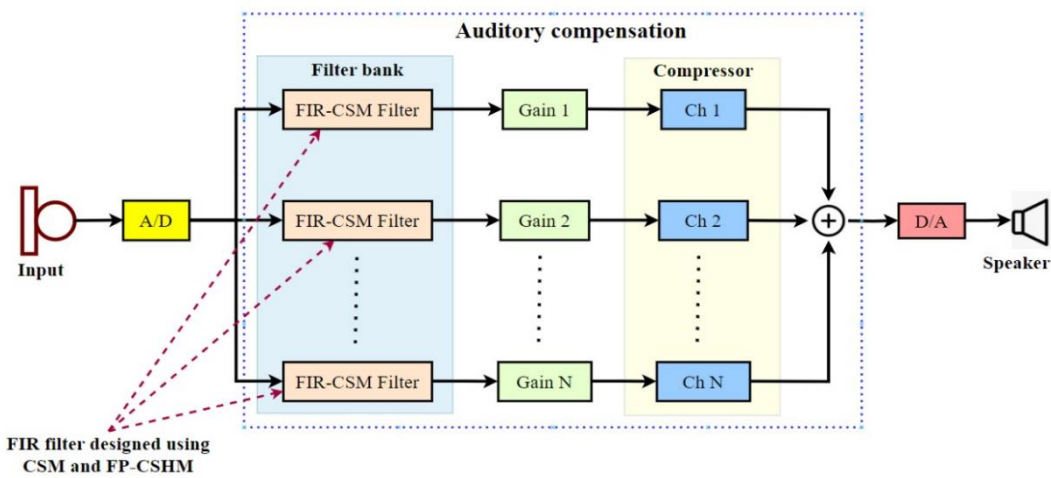 Auditory compensation
Filter bank
Compressor
FIR-CSM Filter
Gain 1
Ch 1
Input
A/D
FIR-CSM Filter
Gain 2
Ch 2
+
D/A
Speaker
FIR-CSM Filter
Gain N
Ch N
FIR filter designed using
CSM and FP-CSHM